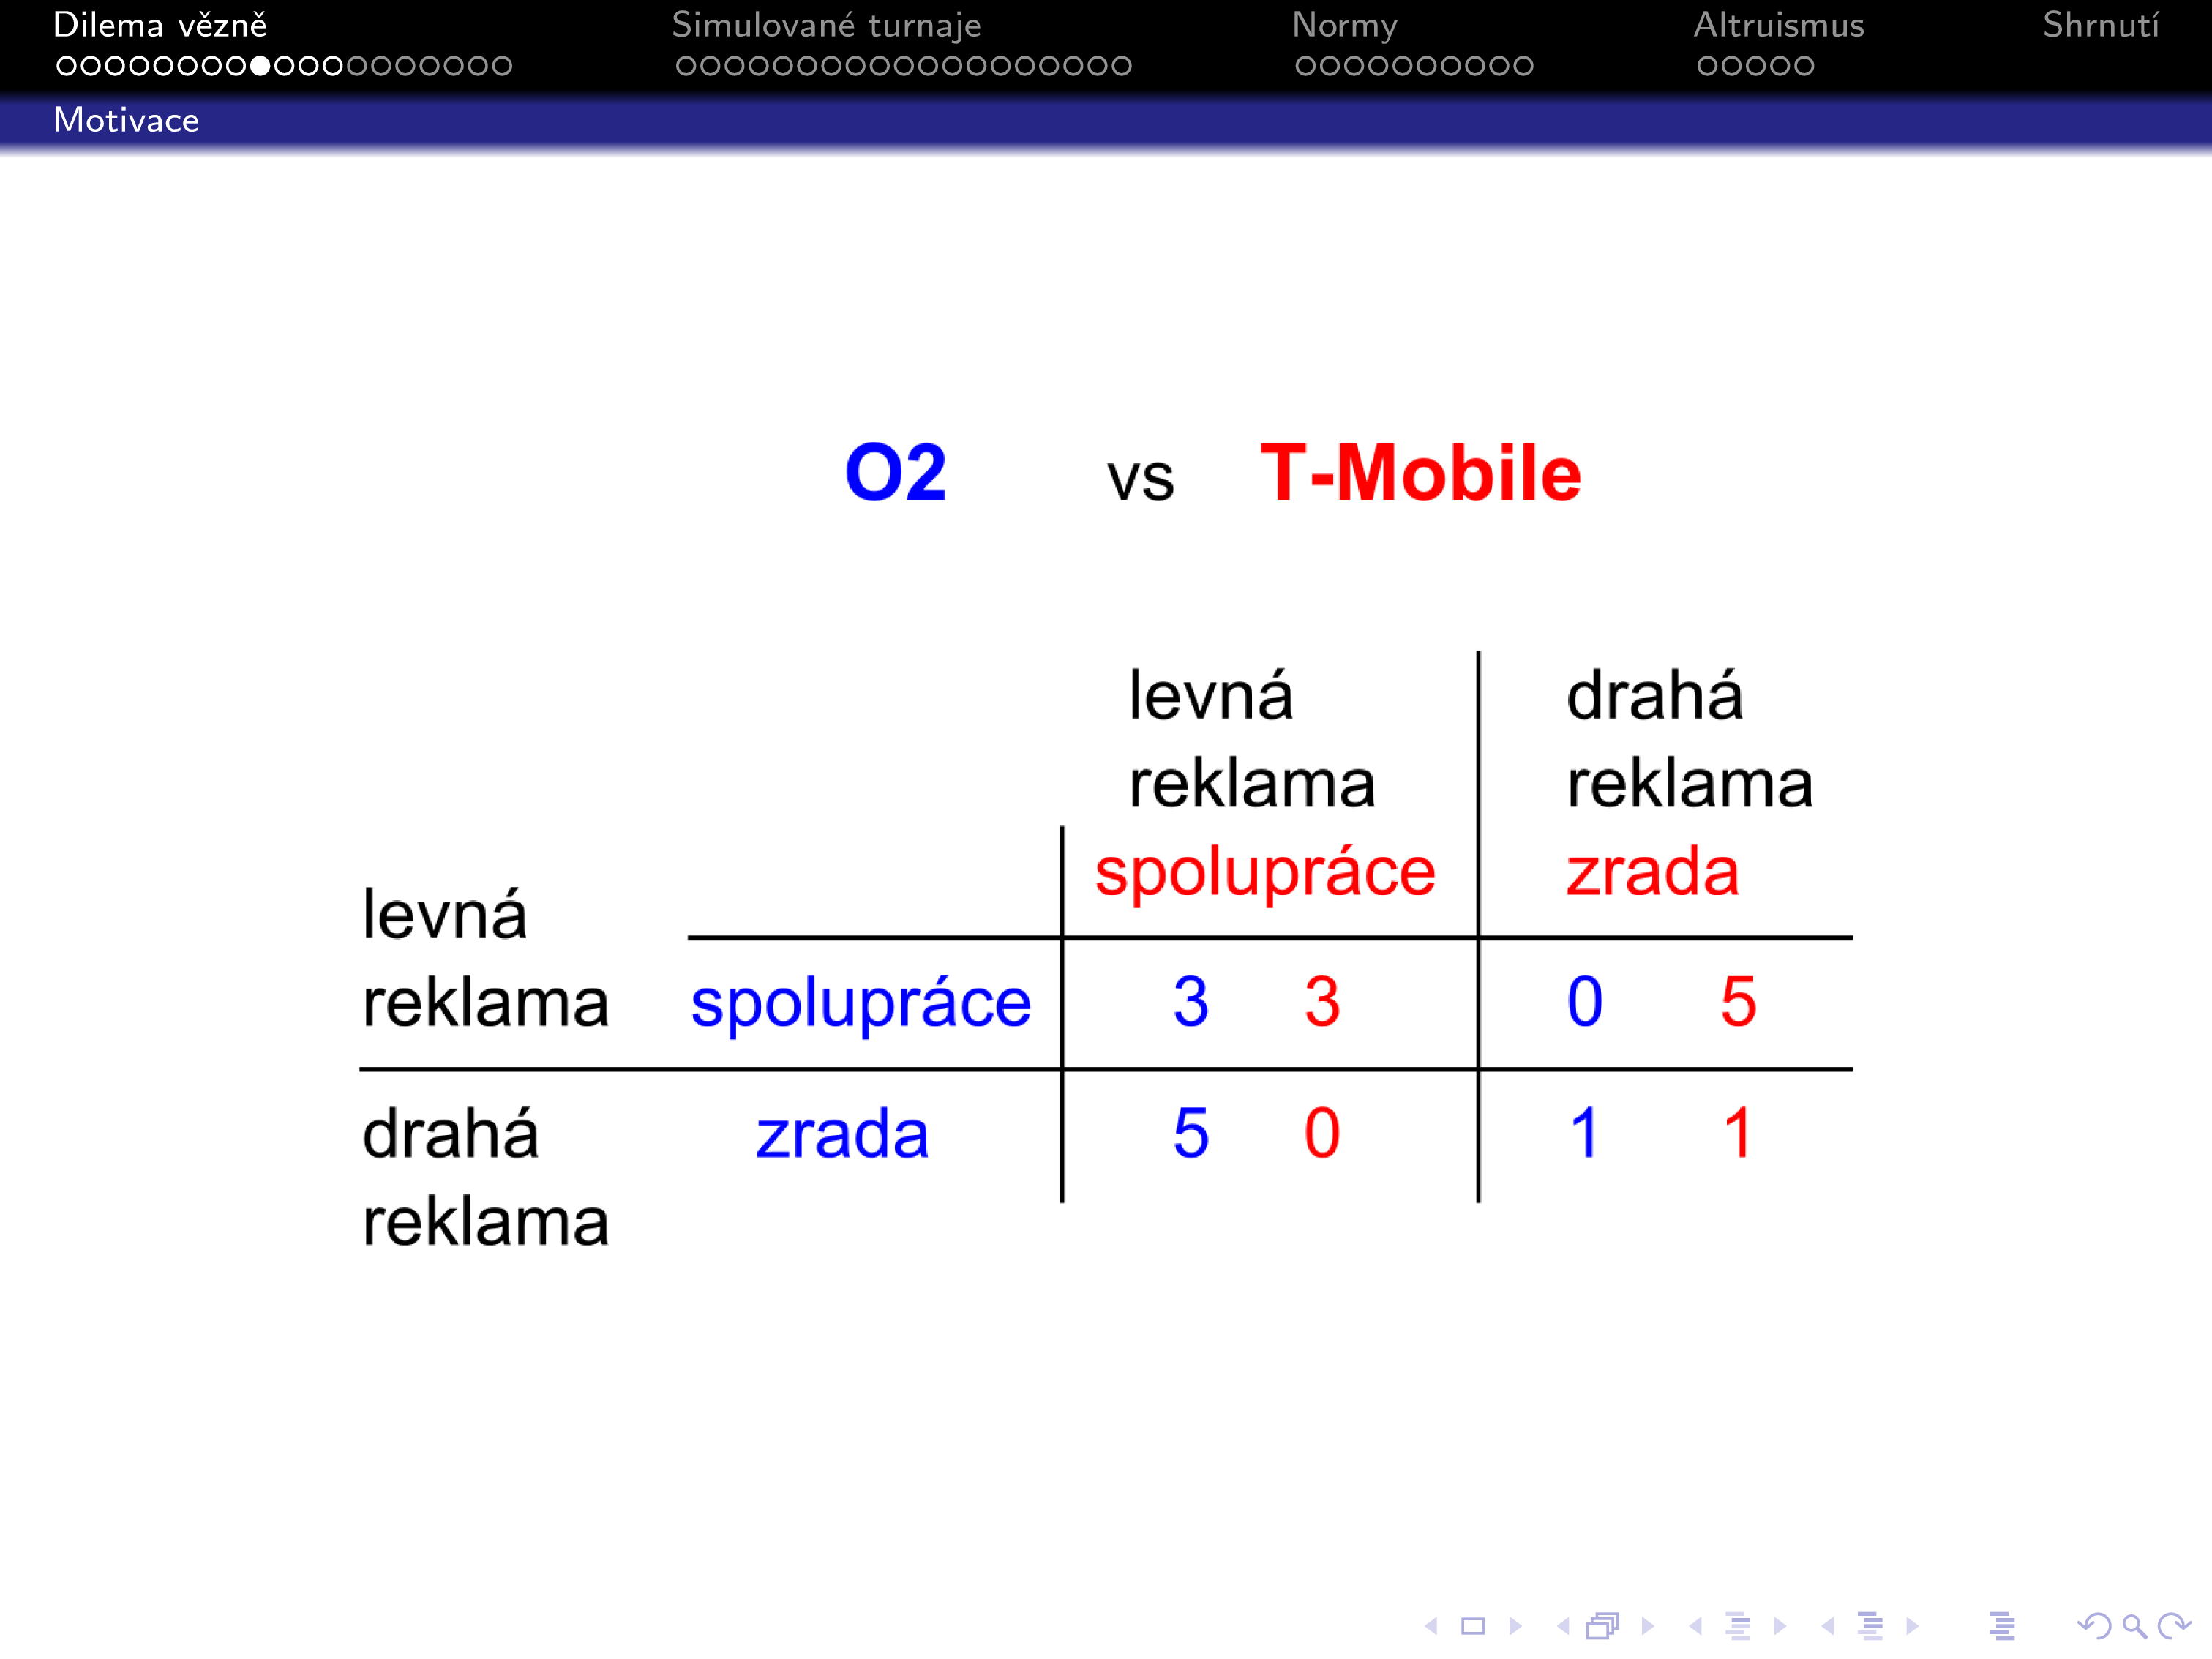 Dilema vězně Simulované turnaje Normy Altruismus Shrnutí
Motivace
O2 vs T-Mobile
levná drahá
reklama reklama
spolupráce zrada
levná
reklama spolupráce 3 3 0 5
drahá zrada 5 0 1 1
reklama